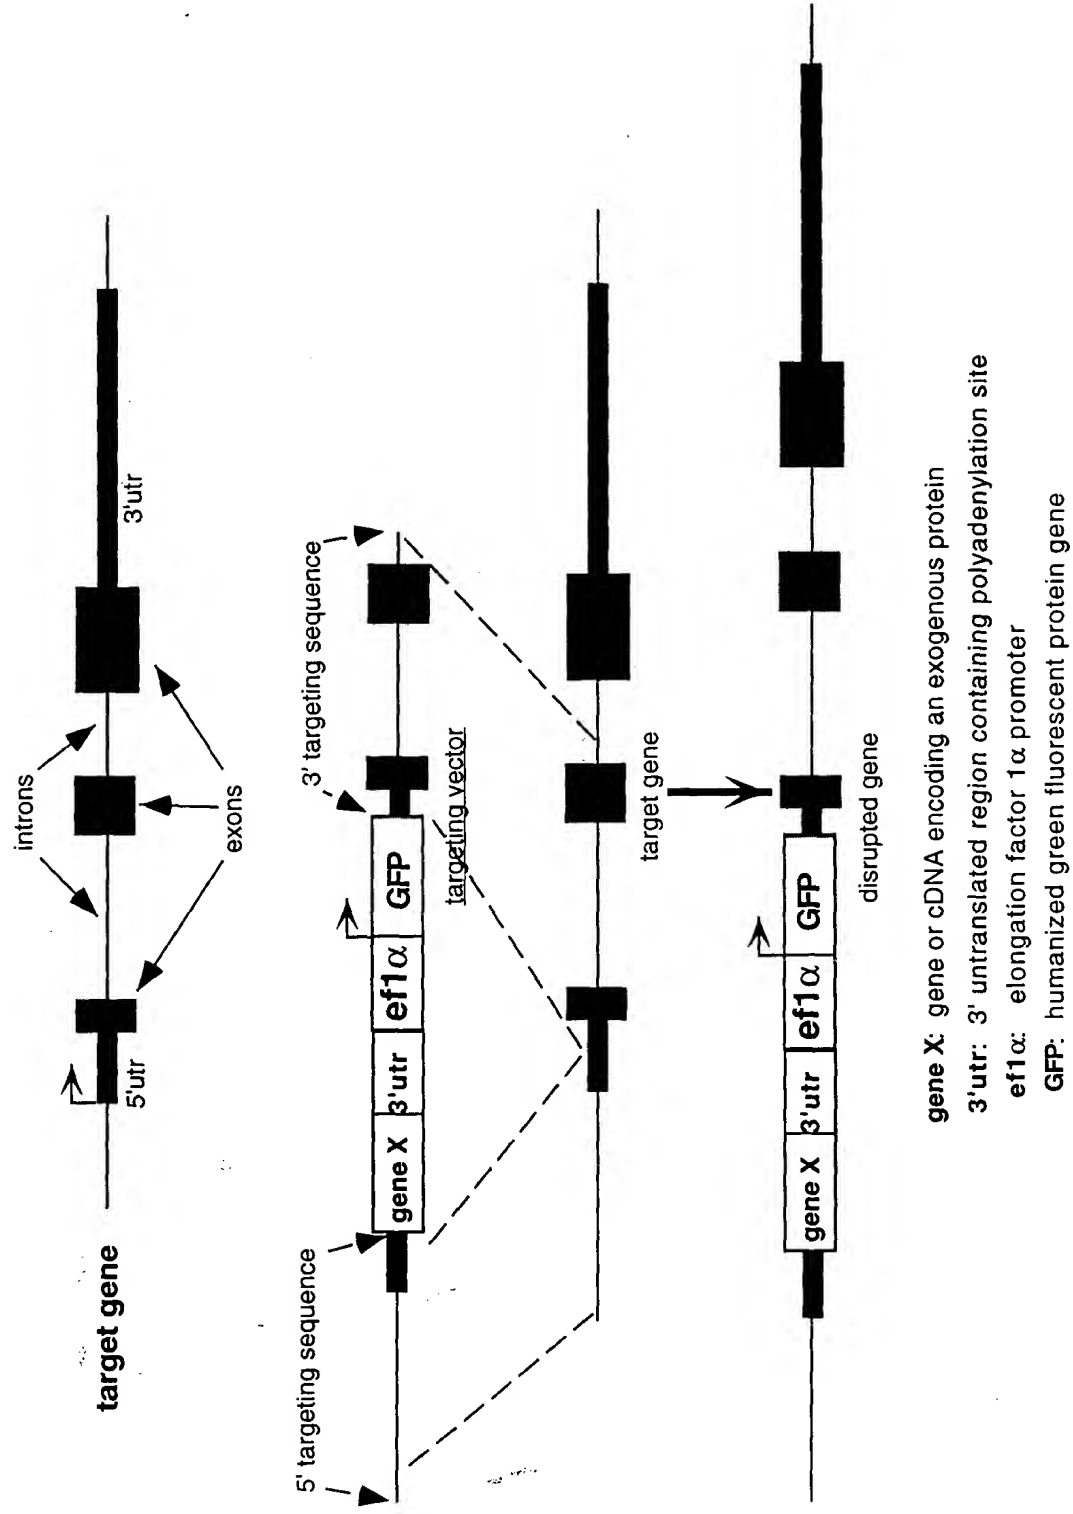 target gene
introns
exons
5'utr
3'utr
5' targeting sequence
3' targeting sequence
gene X 3'utr ef1α GFP
targeting vector
target gene
disrupted gene
gene X 3'utr ef1α GFP
gene X: gene or cDNA encoding an exogenous protein
3'utr: 3' untranslated region containing polyadenylation site
ef1α: elongation factor 1α promoter
GFP: humanized green fluorescent protein gene